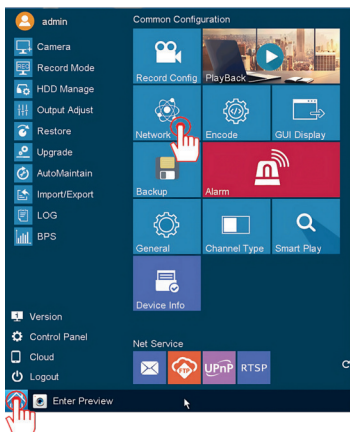 admin
Camera
Record Mode
HDD Manage
Output Adjust
Restore
Upgrade
AutoMaintain
Import/Export
LOG
BPS
Version
Control Panel
Cloud
Logout
Enter Preview
Common Configuration
Record Config PlayBack
Network Encode GUI Display
Backup Alarm
General Channel Type Smart Play
Device Info
Net Service
FTP UPnP RTSP